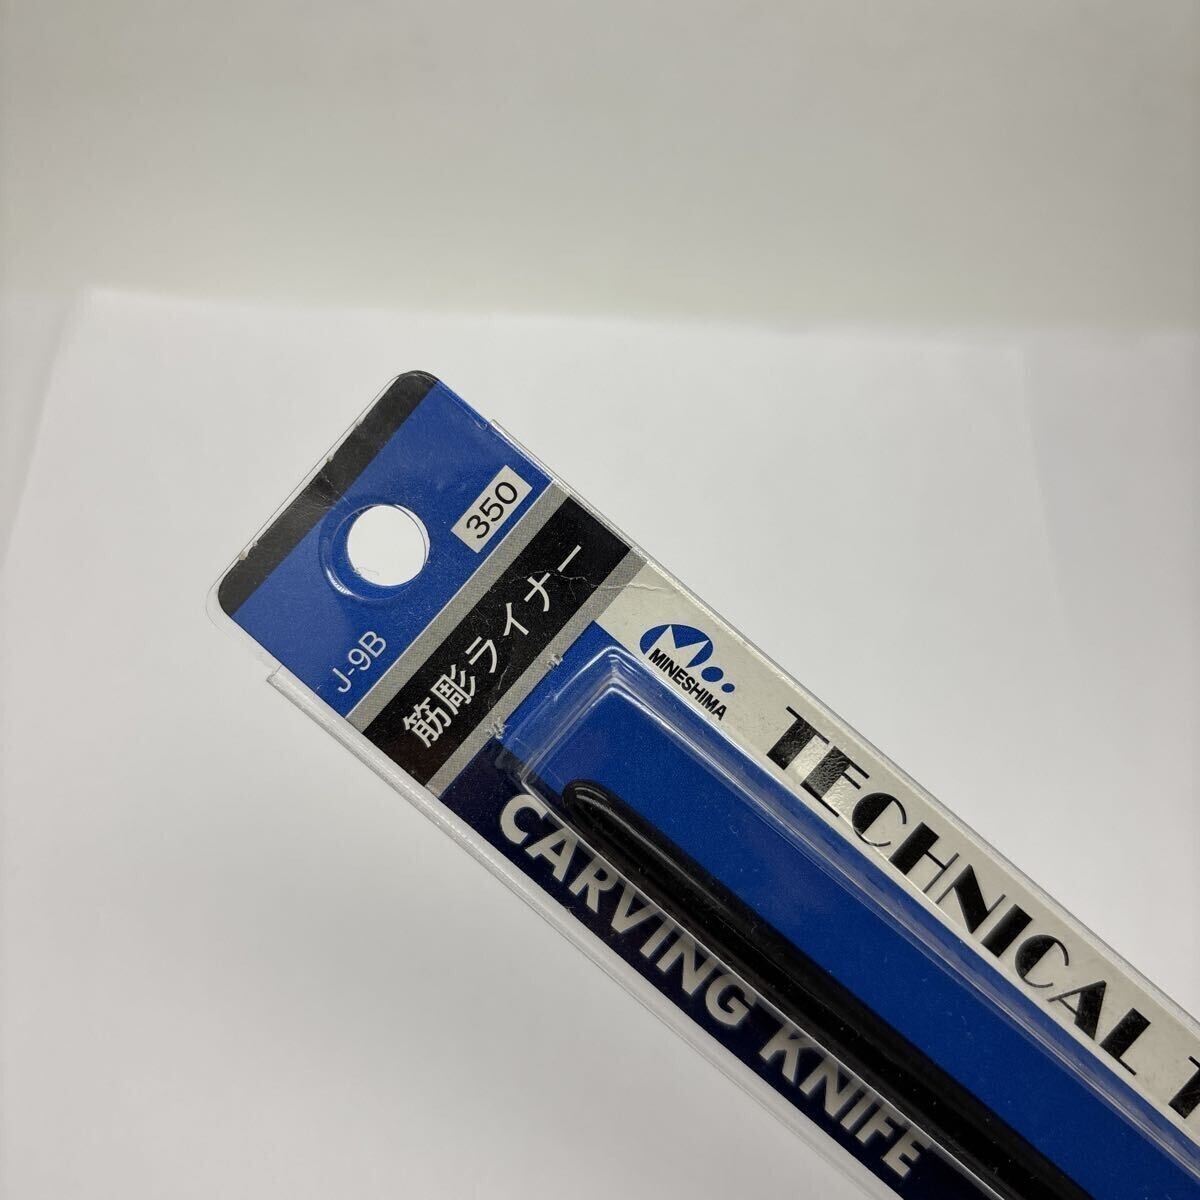 350
J-9B
筋彫ライナー
MINESHIMA
TECHNICAL
CARVING KNIFE